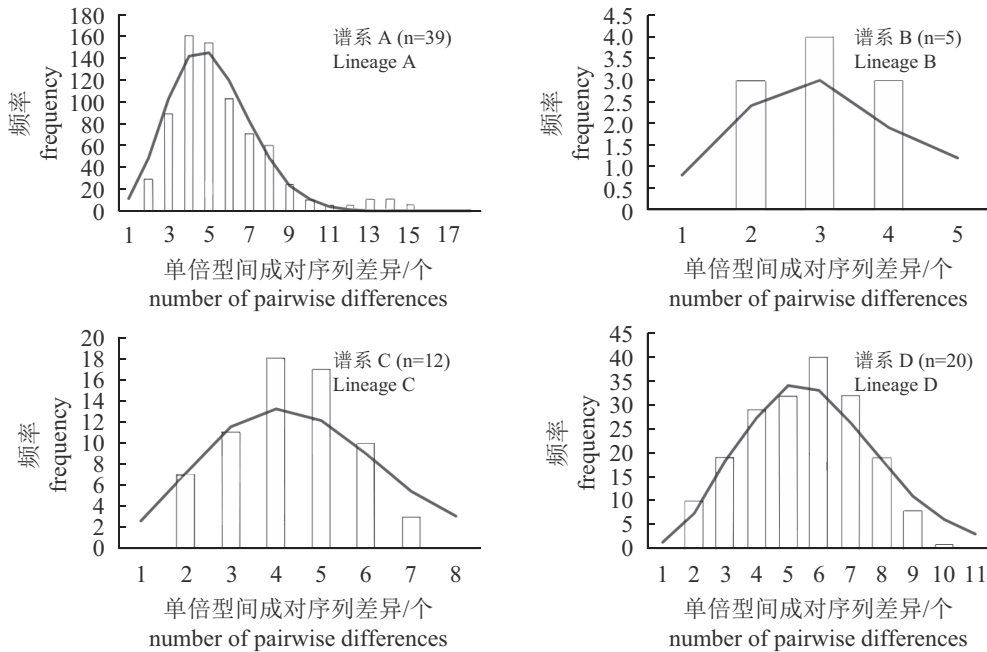 180
160
140
120
100
80
60
40
20
0
频率
frequency
谱系 A (n=39)
Lineage A
1 3 5 7 9 11 13 15 17
单倍型间成对序列差异/个
number of pairwise differences
4.5
4.0
3.5
3.0
2.5
2.0
1.5
1.0
0.5
0
频率
frequency
谱系 B (n=5)
Lineage B
1 2 3 4 5
单倍型间成对序列差异/个
number of pairwise differences
20
18
16
14
12
10
8
6
4
2
0
频率
frequency
谱系 C (n=12)
Lineage C
1 2 3 4 5 6 7 8
单倍型间成对序列差异/个
number of pairwise differences
45
40
35
30
25
20
15
10
5
0
频率
frequency
谱系 D (n=20)
Lineage D
1 2 3 4 5 6 7 8 9 10 11
单倍型间成对序列差异/个
number of pairwise differences